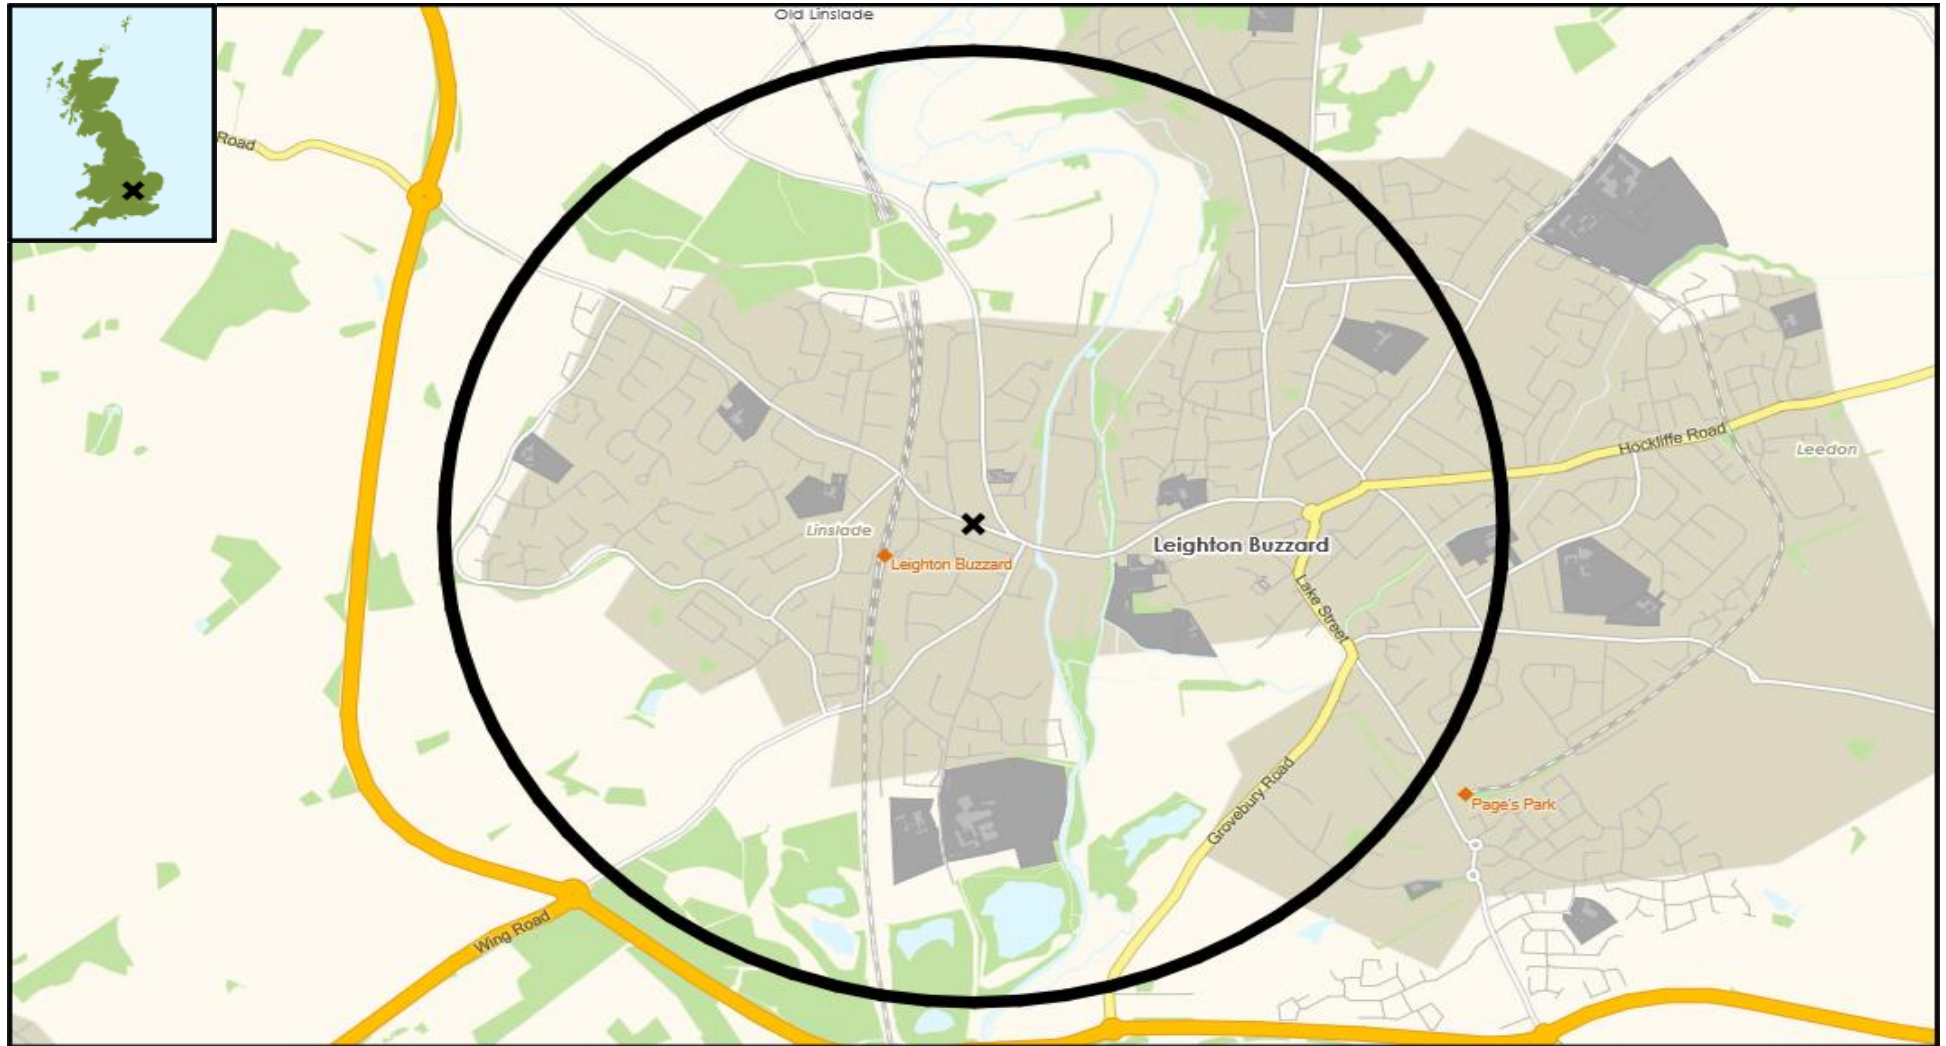 Old Linslade
Road
Hockliffe Road
Leedon
Linslade
Leighton Buzzard
Leighton Buzzard
Lake Street
Grovebury Road
Page's Park
Wing Road